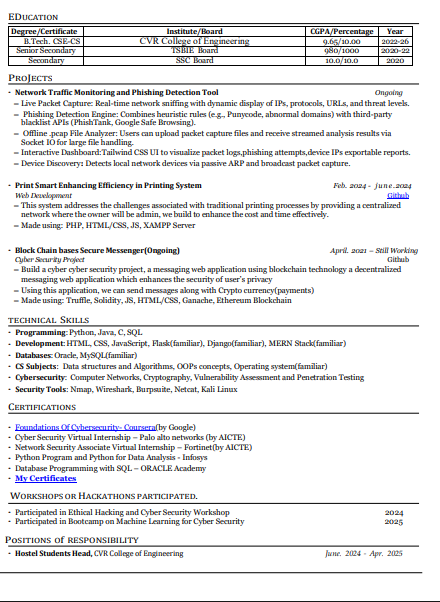 EDucation
Degree/Certificate Institute/Board CGPA/Percentage Year
B.Tech. CSE-CS CVR College of Engineering 9.65/10.00 2022-26
Senior Secondary TSBIE Board 980/1000 2020-22
Secondary SSC Board 10.0/10.0 2020
Projects
· Network Traffic Monitoring and Phishing Detection Tool Ongoing
– Live Packet Capture: Real-time network sniffing with dynamic display of IPs, protocols, URLs, and threat levels.
– Phishing Detection Engine: Combines heuristic rules (e.g., Punycode, abnormal domains) with third-party
blacklist APIs (PhishTank, Google Safe Browsing).
– Offline .pcap File Analyzer: Users can upload packet capture files and receive streamed analysis results via
Socket IO for large file handling.
– Interactive Dashboard:Tailwind CSS UI to visualize packet logs,phishing attempts,device IPs exportable reports.
– Device Discovery: Detects local network devices via passive ARP and broadcast packet capture.
· Print Smart Enhancing Efficiency in Printing System Feb. 2024 - june.2024
Web Development Github
– This system addresses the challenges associated with traditional printing processes by providing a centralized
network where the owner will be admin, we build to enhance the cost and time effectively.
– Made using: PHP, HTML/CSS, JS, XAMPP Server
· Block Chain bases Secure Messenger(Ongoing) April. 2021 – Still Working
Cyber Security Project Github
– Build a cyber cyber security project, a messaging web application using blockchain technology a decentralized
messaging web application which enhances the security of user's privacy
– Using this application, we can send messages along with Crypto currency(payments)
– Made using: Truffle, Solidity, JS, HTML/CSS, Ganache, Ethereum Blockchain
technical Skills
· Programming: Python, Java, C, SQL
· Development: HTML, CSS, JavaScript, Flask(familiar), Django(familiar), MERN Stack(familiar)
· Databases: Oracle, MySQL(familiar)
· CS Subjects: Data structures and Algorithms, OOPs concepts, Operating system(familiar)
· Cybersecurity: Computer Networks, Cryptography, Vulnerability Assessment and Penetration Testing
· Security Tools: Nmap, Wireshark, Burpsuite, Netcat, Kali Linux
Certifications
· Foundations Of Cybersecurity- Coursera(by Google)
· Cyber Security Virtual Internship – Palo alto networks (by AICTE)
· Network Security Associate Virtual Internship – Fortinet(by AICTE)
· Python Program and Python for Data Analysis - Infosys
· Database Programming with SQL – ORACLE Academy
· My Certificates
Workshops or Hackathons participated.
· Participated in Ethical Hacking and Cyber Security Workshop 2024
· Participated in Bootcamp on Machine Learning for Cyber Security 2025
Positions of responsibility
· Hostel Students Head, CVR College of Engineering June. 2024 - Apr. 2025